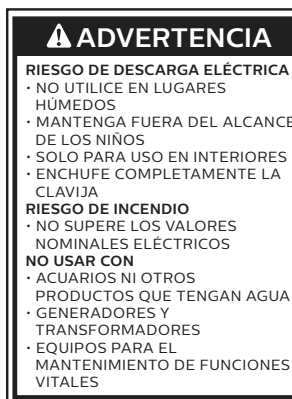 ⚠ ADVERTENCIA
RIESGO DE DESCARGA ELÉCTRICA
· NO UTILICE EN LUGARES
HÚMEDOS
· MANTENGA FUERA DEL ALCANCE
DE LOS NIÑOS
· SOLO PARA USO EN INTERIORES
· ENCHUFE COMPLETAMENTE LA
CLAVIJA
RIESGO DE INCENDIO
· NO SUPERE LOS VALORES
NOMINALES ELÉCTRICOS
NO USAR CON
· ACUARIOS NI OTROS
PRODUCTOS QUE TENGAN AGUA
· GENERADORES Y
TRANSFORMADORES
· EQUIPOS PARA EL
MANTENIMIENTO DE FUNCIONES
VITALES